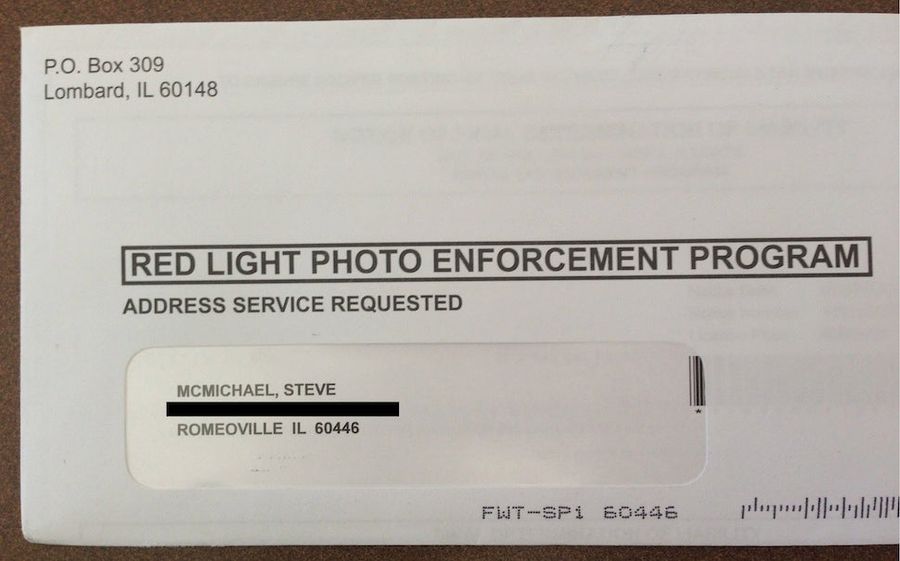 P.O. Box 309
Lombard, IL 60148
RED LIGHT PHOTO ENFORCEMENT PROGRAM
ADDRESS SERVICE REQUESTED
MCMICHAEL, STEVE
ROMEOVILLE IL 60446
*
FWT-SPi 60446